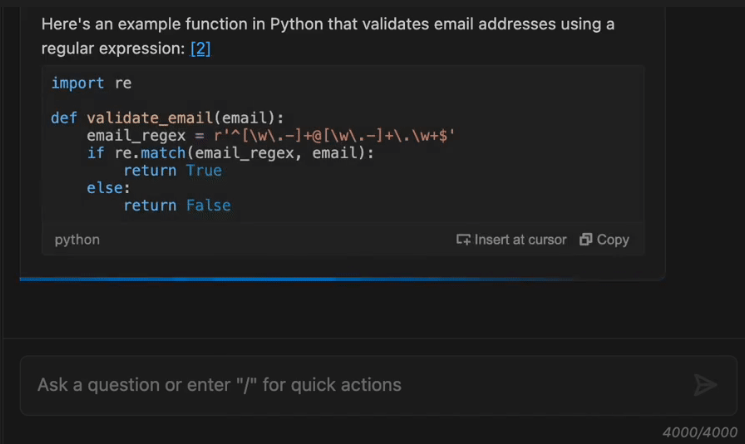 Here's an example function in Python that validates email addresses using a
regular expression: [2]
import re
def validate_email(email):
    email_regex = r'^[\w\.-]+@[\w\.-]+\.\w+$'
    if re.match(email_regex, email):
        return True
    else:
        return False
python Insert at cursor Copy
Ask a question or enter "/" for quick actions
4000/4000